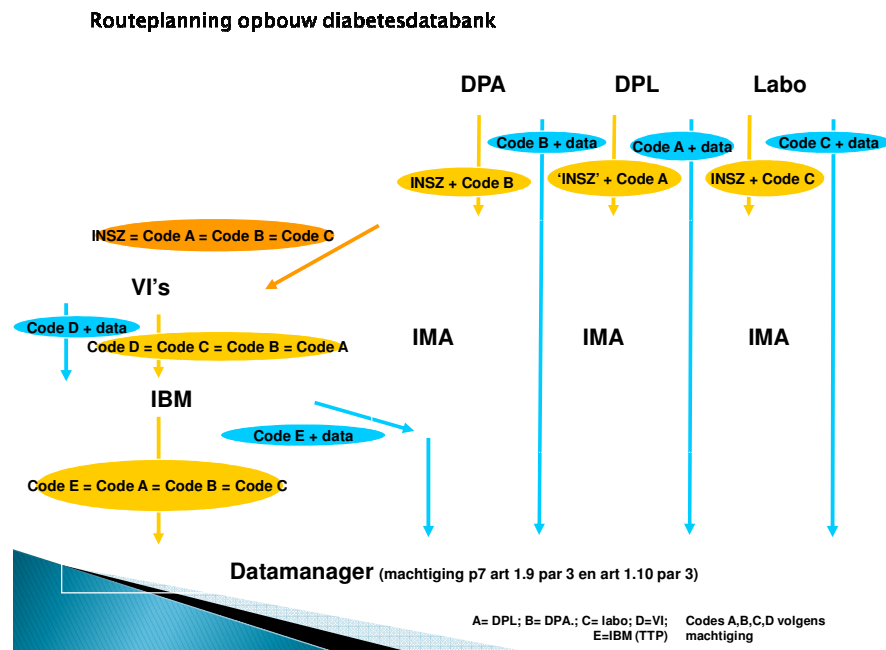 Routeplanning opbouw diabetesdatabank
DPA DPL Labo
Code B + data Code A + data Code C + data
INSZ + Code B 'INSZ' + Code A INSZ + Code C
INSZ = Code A = Code B = Code C
VI's
Code D + data
Code D = Code C = Code B = Code A
IMA IMA IMA
IBM
Code E + data
Code E = Code A = Code B = Code C
Datamanager (machtiging p7 art 1.9 par 3 en art 1.10 par 3)
A= DPL; B= DPA.; C= labo; D=VI; Codes A,B,C,D volgens
E=IBM (TTP) machtiging